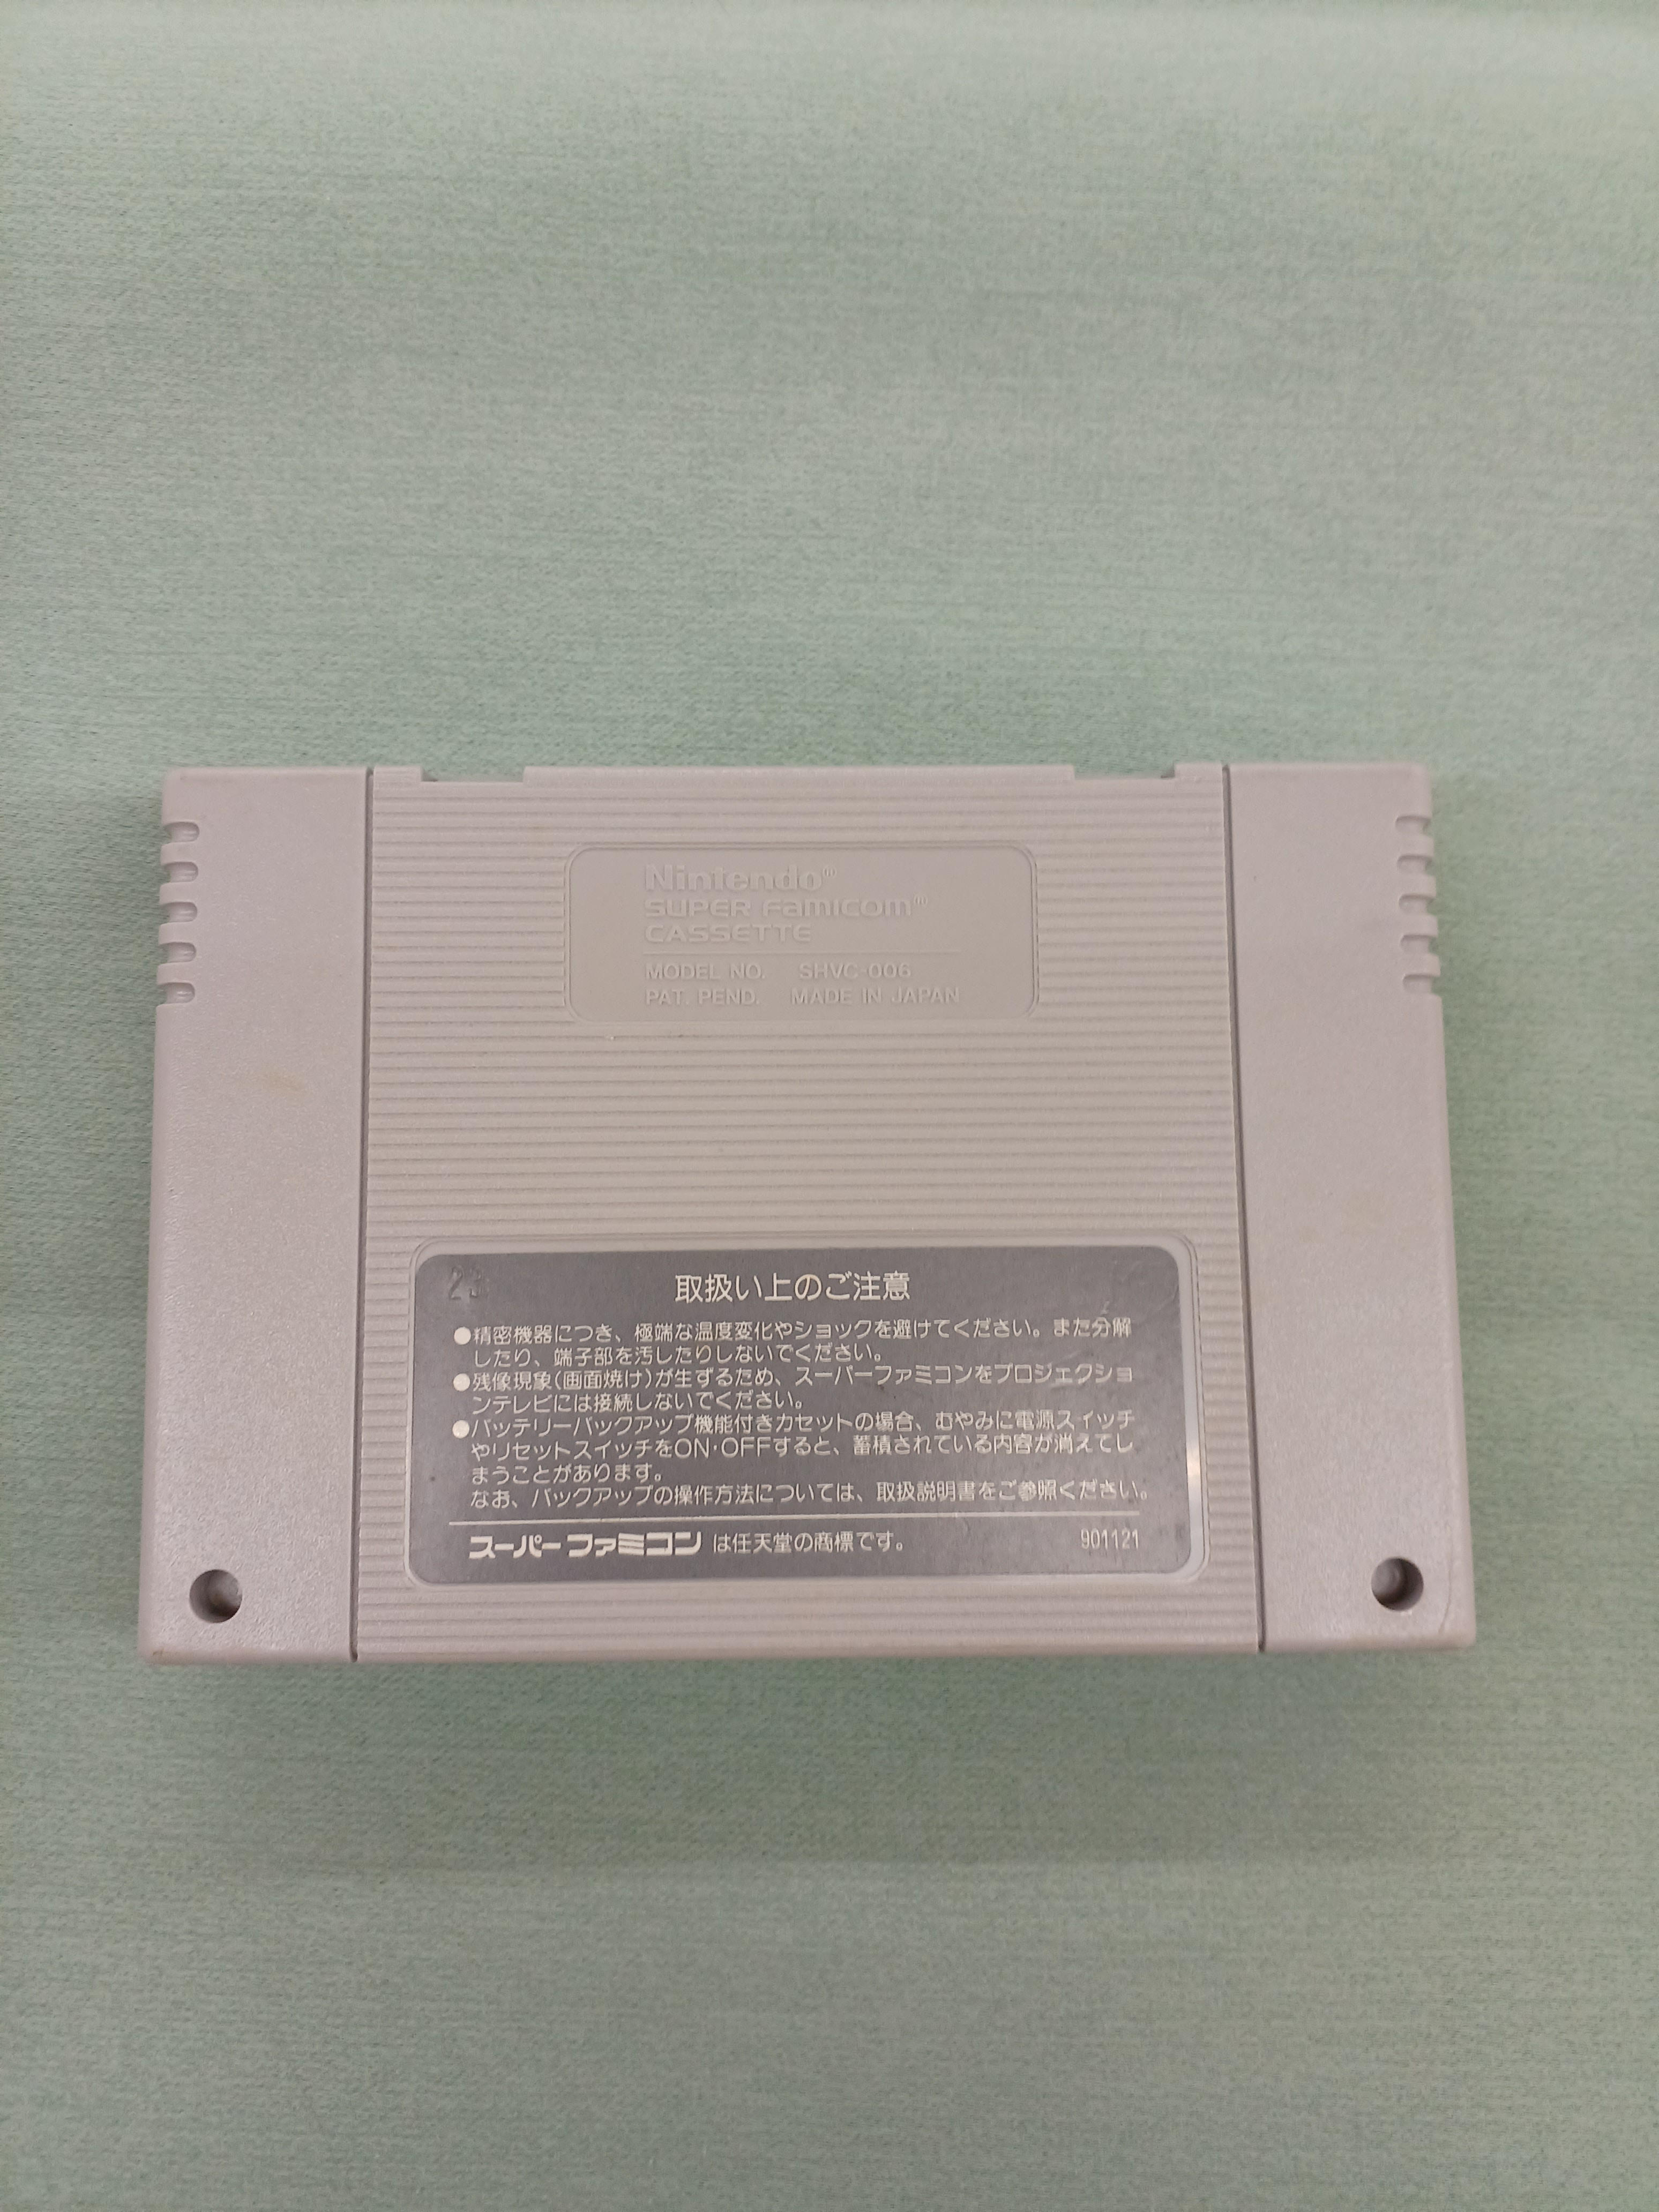 Nintendo®
SUPER Famicom®
CASSETTE
MODEL NO. SHVC-006
PAT. PEND. MADE IN JAPAN
取扱い上のご注意
●精密機器につき、極端な温度変化やショックを避けてください。また分解
したり、端子部を汚したりしないでください。
●残像現象(画面焼け)が生ずるため、スーパーファミコンをプロジェクショ
ンテレビには接続しないでください。
●バッテリーバックアップ機能付きカセットの場合、むやみに電源スイッチ
やリセットスイッチをON・OFFすると、蓄積されている内容が消えてし
まうことがあります。
なお、バックアップの操作方法については、取扱説明書をご参照ください。
スーパーファミコン は任天堂の商標です。 901121